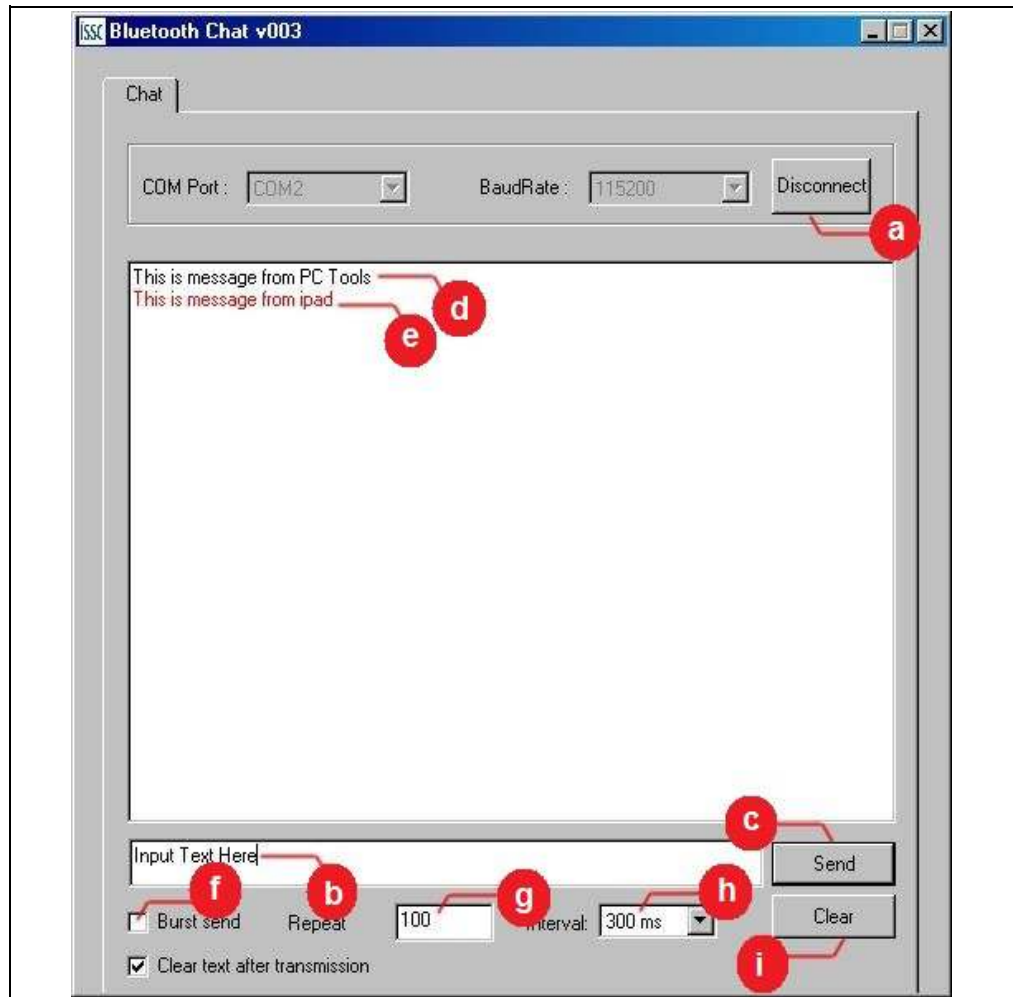 issc Bluetooth Chat v003
Chat
COM Port : COM2 BaudRate : 115200 Disconnect
a
This is message from PC Tools
d
This is message from ipad
e
c
Input Text Here Send
f b g h
Burst send Repeat 100 Interval: 300 ms Clear
i
Clear text after transmission